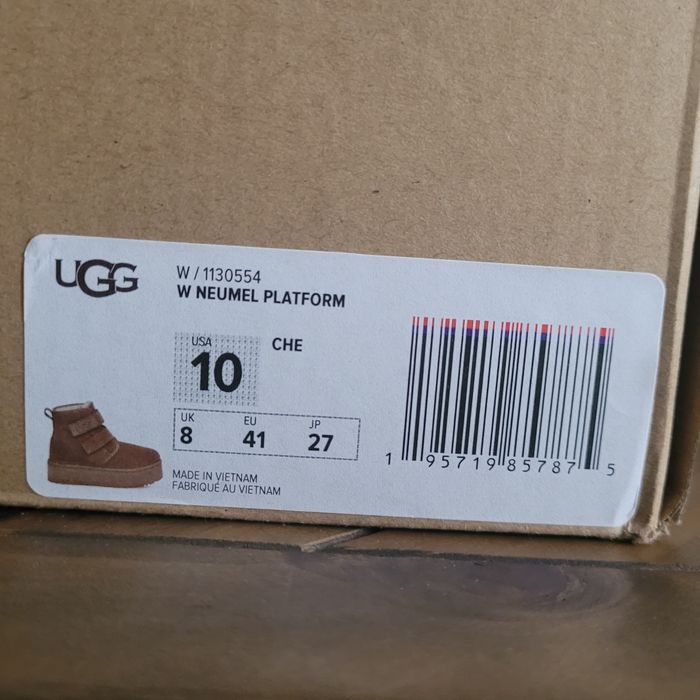 UGG
W / 1130554
W NEUMEL PLATFORM
USA
10
CHE
UK EU JP
8 41 27
MADE IN VIETNAM
FABRIQUÉ AU VIETNAM
1 95719 85787 5